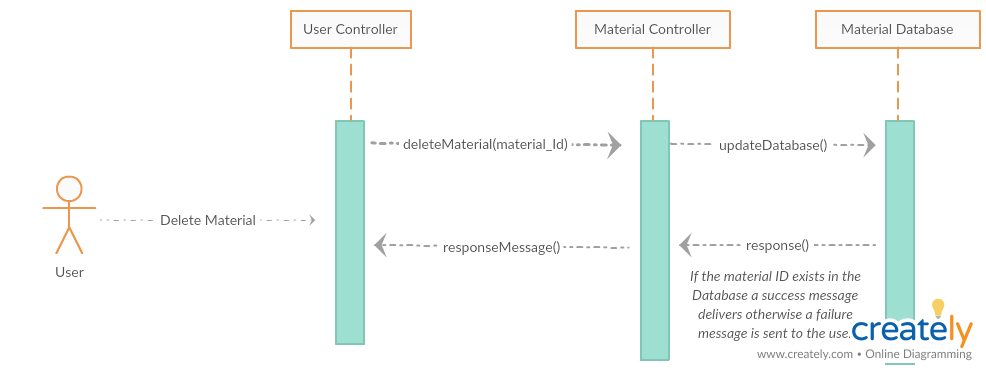 User Controller
Material Controller
Material Database
deleteMaterial(material_Id)
updateDatabase()
Delete Material
responseMessage()
response()
User
If the material ID exists in the
Database a success message
delivers otherwise a failure
message is sent to the use.
creately
www.creately.com • Online Diagramming